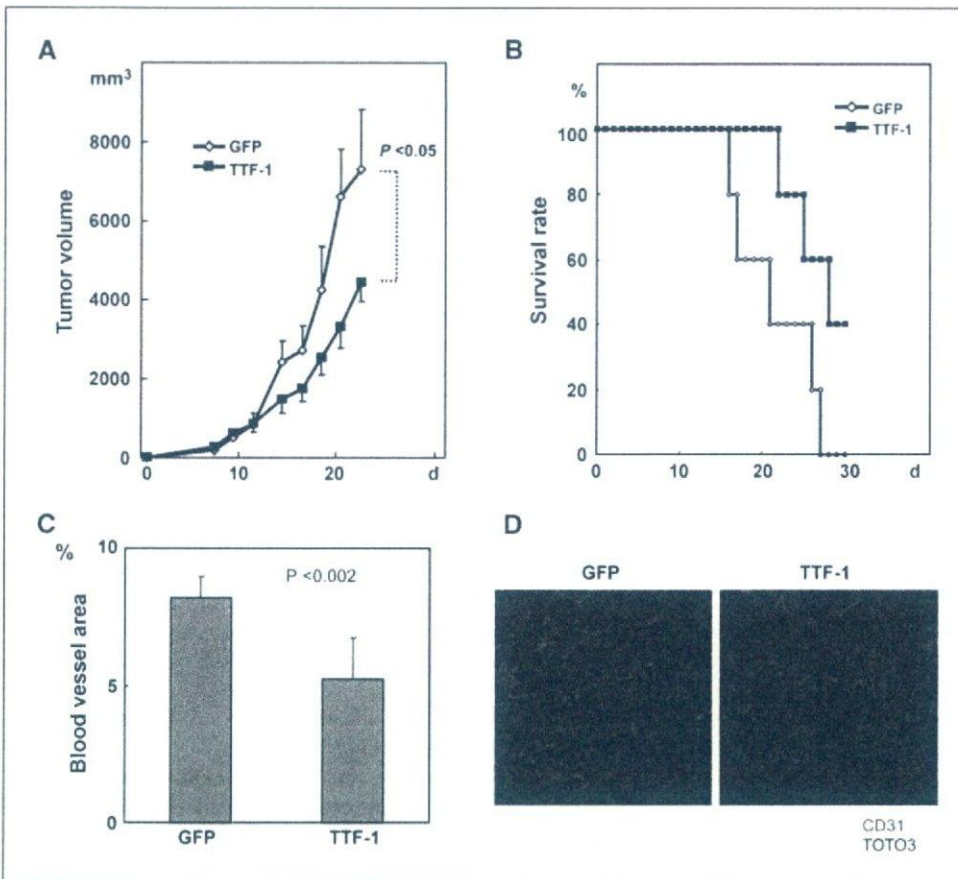 A
mm3
8000
6000
4000
2000
0
Tumor volume
GFP
TTF-1
P <0.05
0 10 20 d
B
%
100
80
60
40
20
0
Survival rate
GFP
TTF-1
0 10 20 30 d
C
%
10
5
0
Blood vessel area
P <0.002
GFP TTF-1
D
GFP TTF-1
CD31
TOTO3